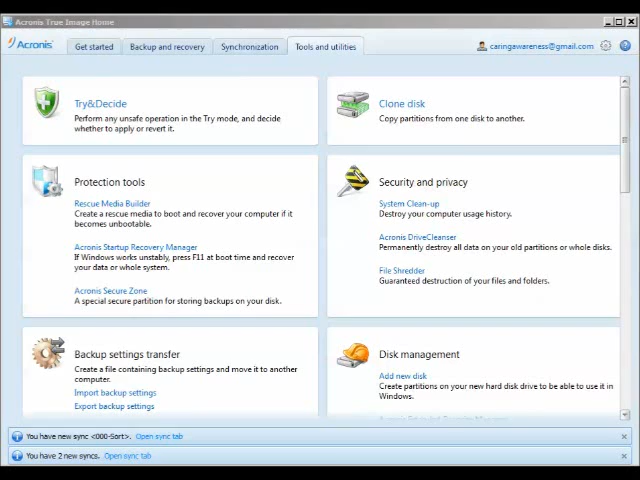 Acronis True Image Home
Acronis
Get started
Backup and recovery
Synchronization
Tools and utilities
caringawareness@gmail.com
Try&Decide
Perform any unsafe operation in the Try mode, and decide
whether to apply or revert it.
Clone disk
Copy partitions from one disk to another.
Protection tools
Rescue Media Builder
Create a rescue media to boot and recover your computer if it
becomes unbootable.
Acronis Startup Recovery Manager
If Windows works unstably, press F11 at boot time and recover
your data or whole system.
Acronis Secure Zone
A special secure partition for storing backups on your disk.
Security and privacy
System Clean-up
Destroy your computer usage history.
Acronis DriveCleanser
Permanently destroy all data on your old partitions or whole disks.
File Shredder
Guaranteed destruction of your files and folders.
Backup settings transfer
Create a file containing backup settings and move it to another
computer.
Import backup settings
Export backup settings
Disk management
Add new disk
Create partitions on your new hard disk drive to be able to use it in
Windows.
You have new sync <000-Sort>. Open sync tab
You have 2 new syncs. Open sync tab